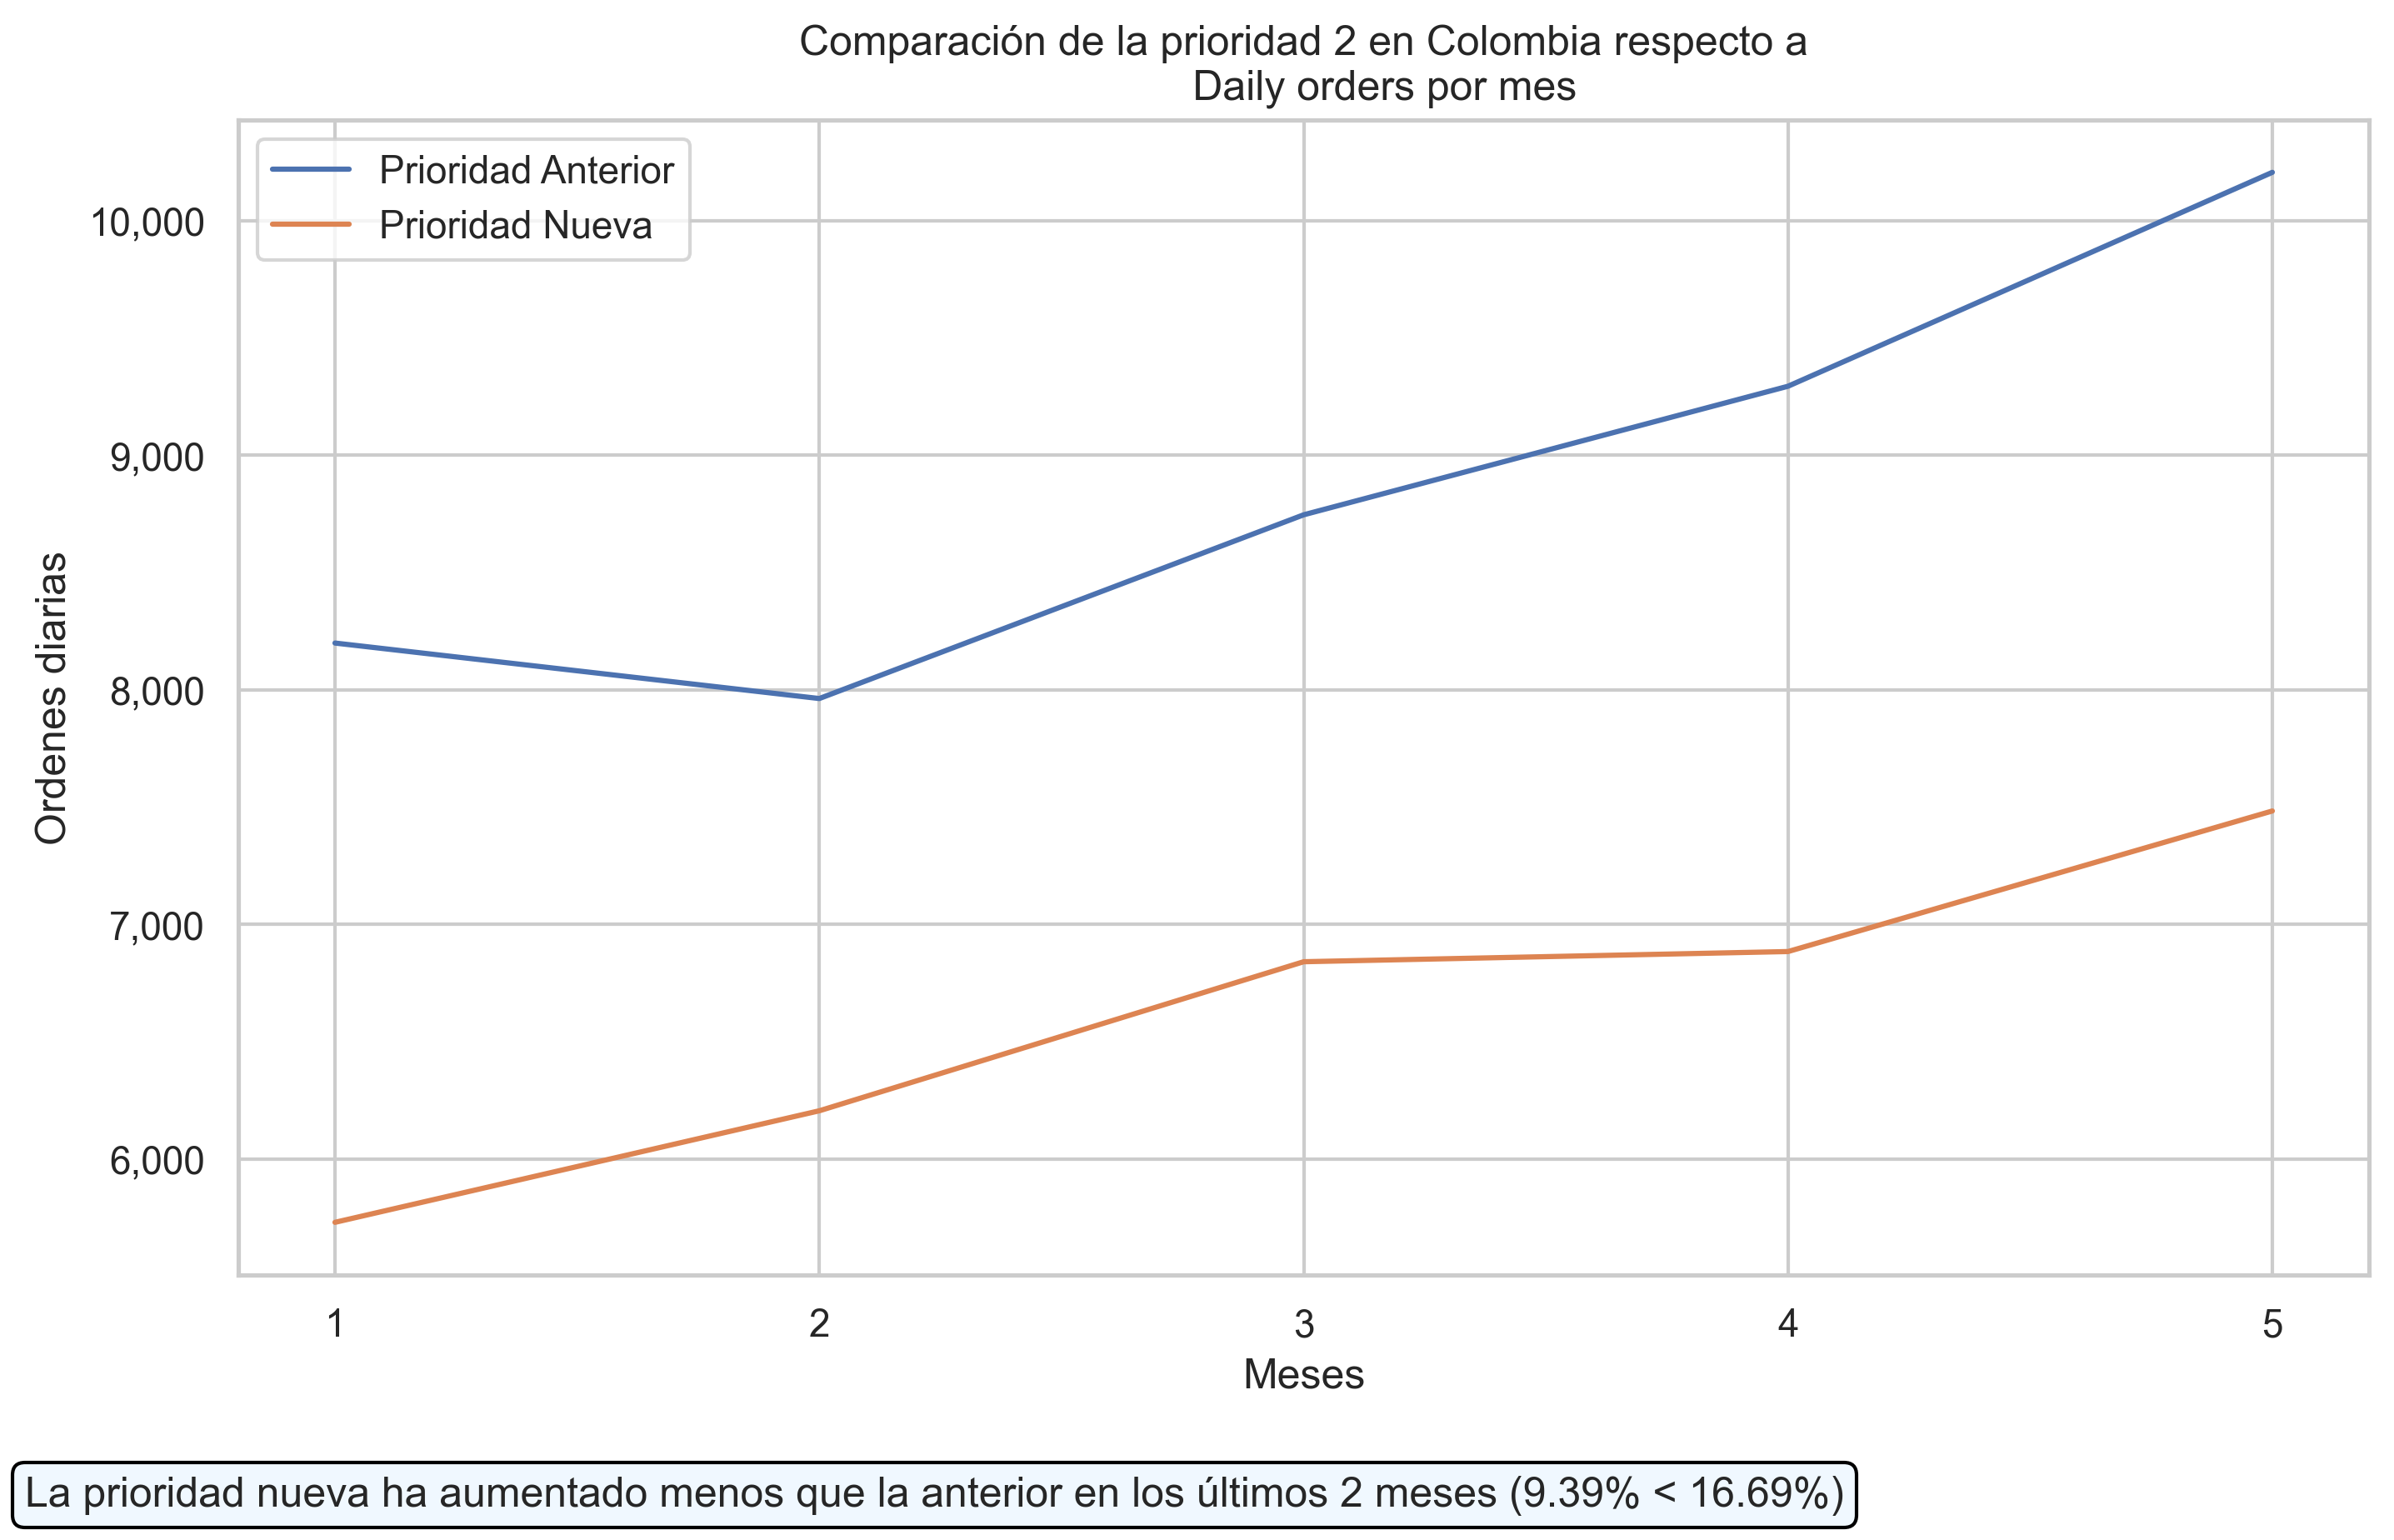 Comparación de la prioridad 2 en Colombia respecto a
Daily orders por mes
Prioridad Anterior
Prioridad Nueva
10,000
9,000
8,000
7,000
6,000
Ordenes diarias
1 2 3 4 5
Meses
La prioridad nueva ha aumentado menos que la anterior en los últimos 2 meses (9.39% < 16.69%)